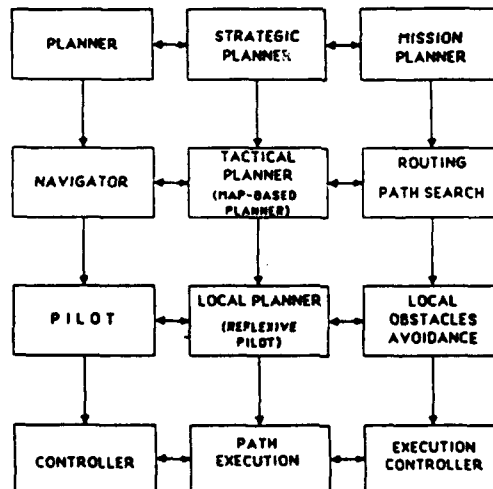 PLANNER
STRATEGIC
PLANNER
MISSION
PLANNER
NAVIGATOR
TACTICAL
PLANNER
(MAP-BASED
PLANNER)
ROUTING
PATH SEARCH
PILOT
LOCAL PLANNER
(REFLEXIVE
PILOT)
LOCAL
OBSTACLES
AVOIDANCE
CONTROLLER
PATH
EXECUTION
EXECUTION
CONTROLLER